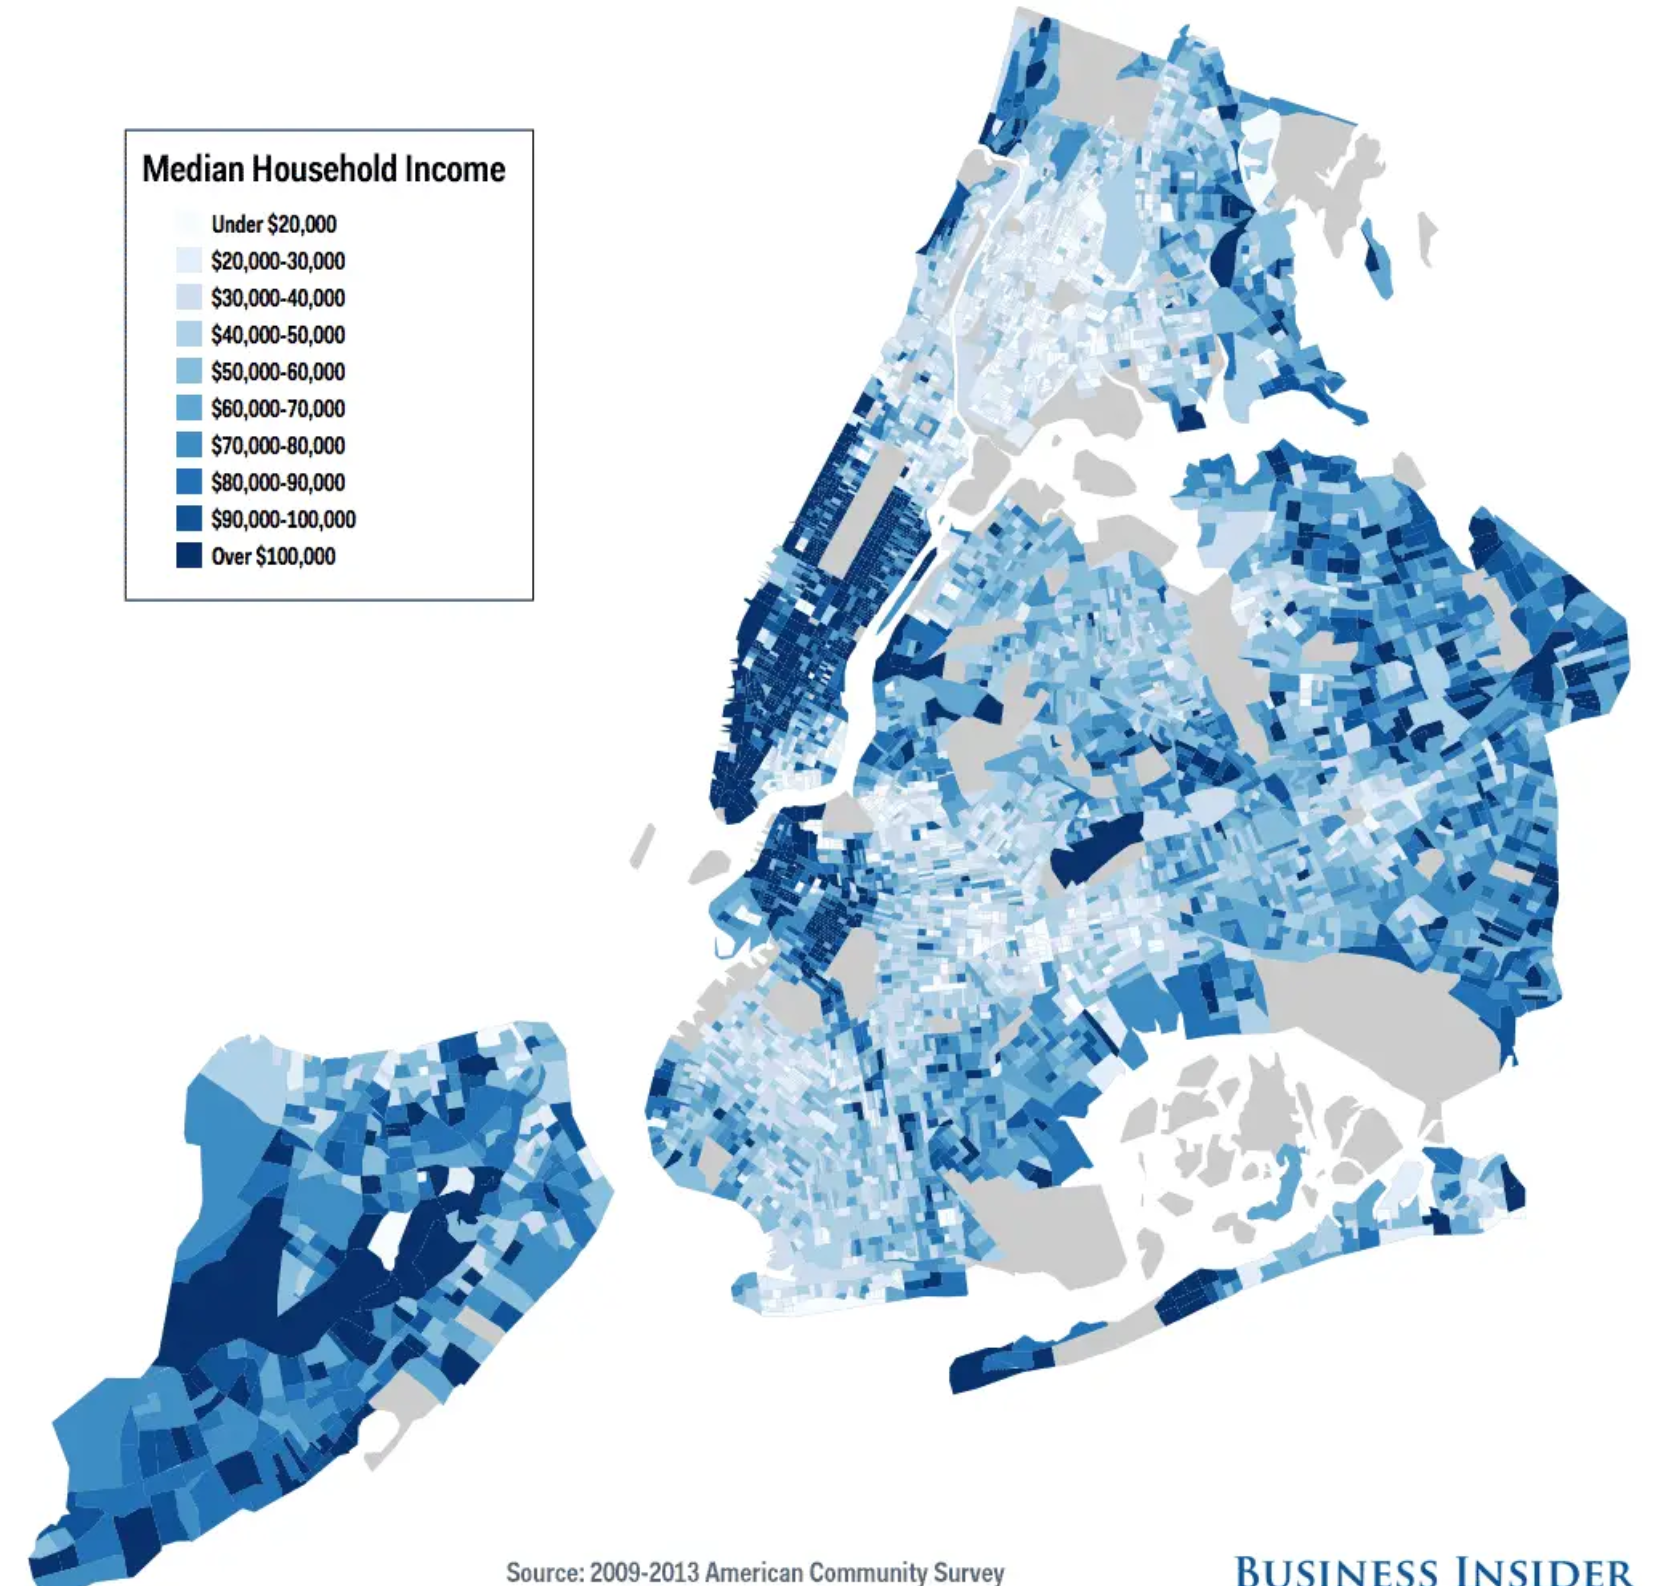 Median Household Income
Under $20,000
$20,000-30,000
$30,000-40,000
$40,000-50,000
$50,000-60,000
$60,000-70,000
$70,000-80,000
$80,000-90,000
$90,000-100,000
Over $100,000
Source: 2009-2013 American Community Survey
BUSINESS INSIDER